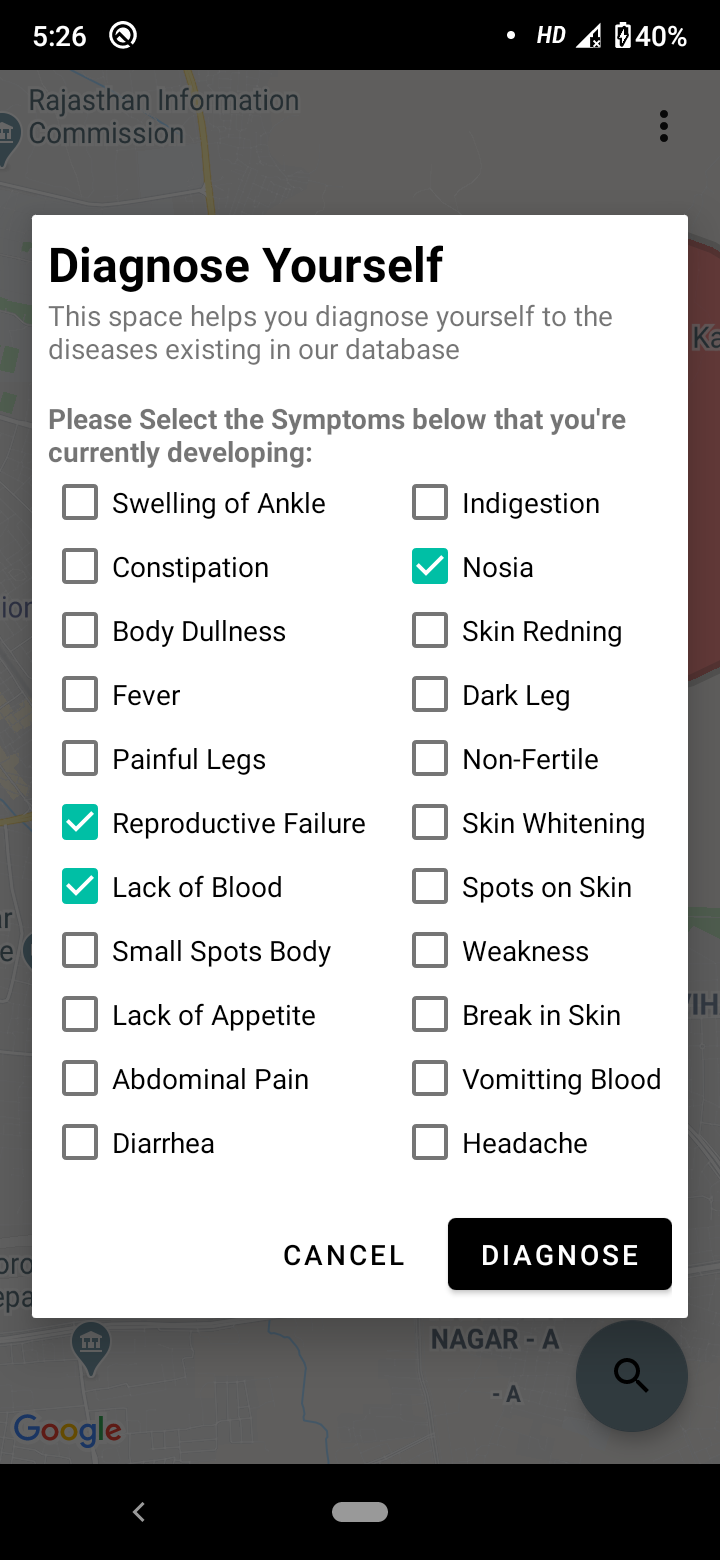 5:26
HD
40%
Rajasthan Information
Commission
Diagnose Yourself
This space helps you diagnose yourself to the
diseases existing in our database
Ka
Please Select the Symptoms below that you're
currently developing:
Swelling of Ankle
Indigestion
Constipation
Nosia
ion
Body Dullness
Skin Redning
Fever
Dark Leg
Painful Legs
Non-Fertile
Reproductive Failure
Skin Whitening
Lack of Blood
Spots on Skin
ar
e
Small Spots Body
Weakness
Lack of Appetite
Break in Skin
Abdominal Pain
Vomitting Blood
Diarrhea
Headache
CANCEL
DIAGNOSE
NAGAR - A
- A
Google